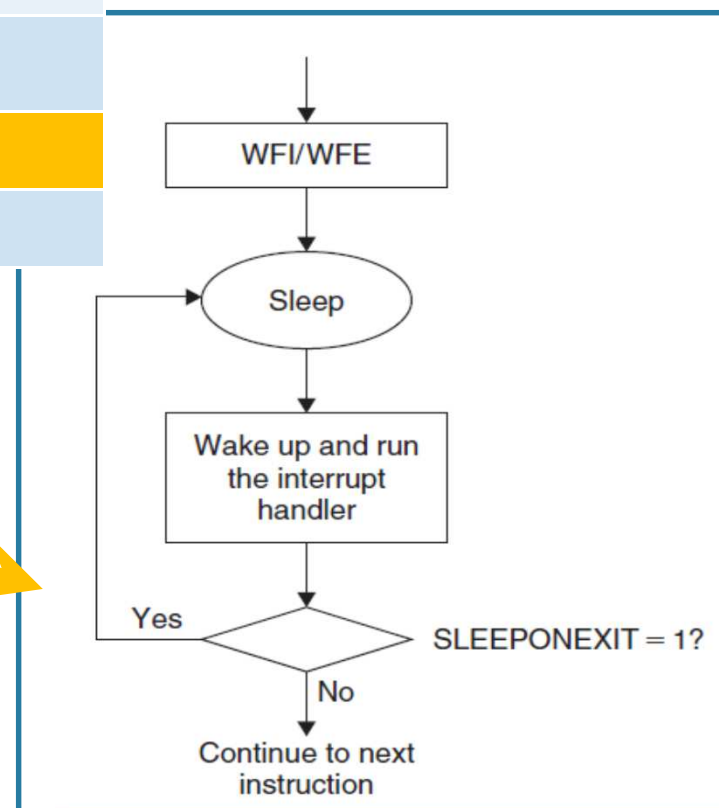 WFI/WFE
Sleep
Wake up and run
the interrupt
handler
Yes
SLEEPONEXIT = 1?
No
Continue to next
instruction